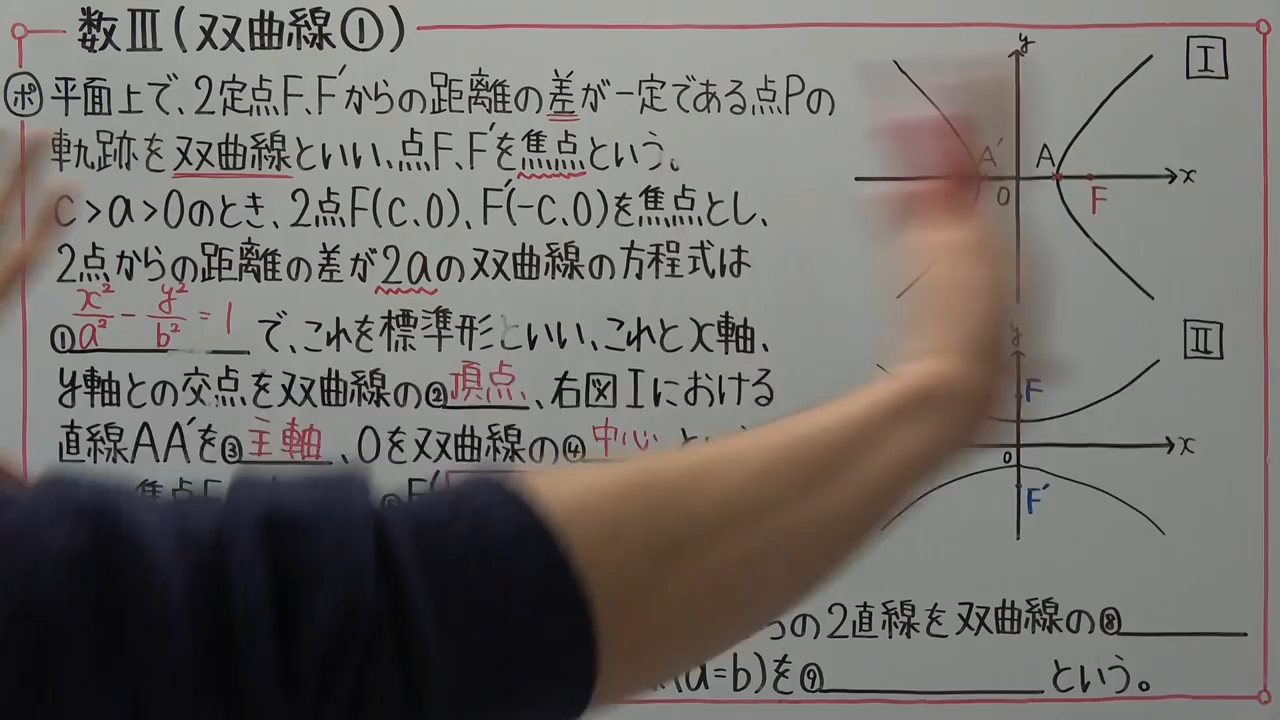 数Ⅲ(双曲線①)
ポ 平面上で、2定点F、F′からの距離の差が一定である点Pの
軌跡を双曲線といい、点F、F′を焦点という。
c>a>0のとき、2点F(c.0)、F′(-c.0)を焦点とし、
2点からの距離の差が2aの双曲線の方程式は
①x²/a² - y²/b² = 1 で、これを標準形といい、これとx軸、
y軸との交点を双曲線の②頂点、右図Ⅰにおける
直線AA′を③主軸、Oを双曲線の④中心
焦点F
の2直線を双曲線の⑧
(a=b)を⑨ という。
Ⅰ
y
A′ A
x
0
F
Ⅱ
y
F
x
0
F′